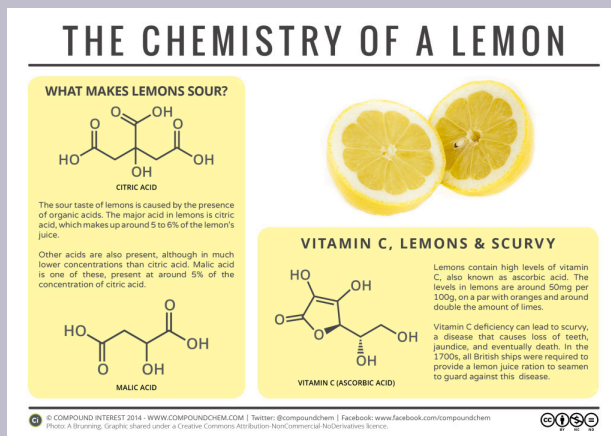 THE CHEMISTRY OF A LEMON
WHAT MAKES LEMONS SOUR?
O
OH
O
O
HO
OH
OH
CITRIC ACID
The sour taste of lemons is caused by the presence
of organic acids. The major acid in lemons is citric
acid, which makes up around 5 to 6% of the lemon's
juice.
Other acids are also present, although in much
lower concentrations than citric acid. Malic acid
is one of these, present at around 5% of the
concentration of citric acid.
O
HO
OH
O
OH
MALIC ACID
VITAMIN C, LEMONS & SCURVY
HO
OH
O
O
OH
OH
VITAMIN C (ASCORBIC ACID)
Lemons contain high levels of vitamin
C, also known as ascorbic acid. The
levels in lemons are around 50mg per
100g, on a par with oranges and around
double the amount of limes.
Vitamin C deficiency can lead to scurvy,
a disease that causes loss of teeth,
jaundice, and eventually death. In the
1700s, all British ships were required to
provide a lemon juice ration to seamen
to guard against this disease.
Ci
© COMPOUND INTEREST 2014 - WWW.COMPOUNDCHEM.COM | Twitter: @compoundchem | Facebook: www.facebook.com/compoundchem
Photo: A Brunning. Graphic shared under a Creative Commons Attribution-NonCommercial-NoDerivatives licence.
CC
BY NC ND